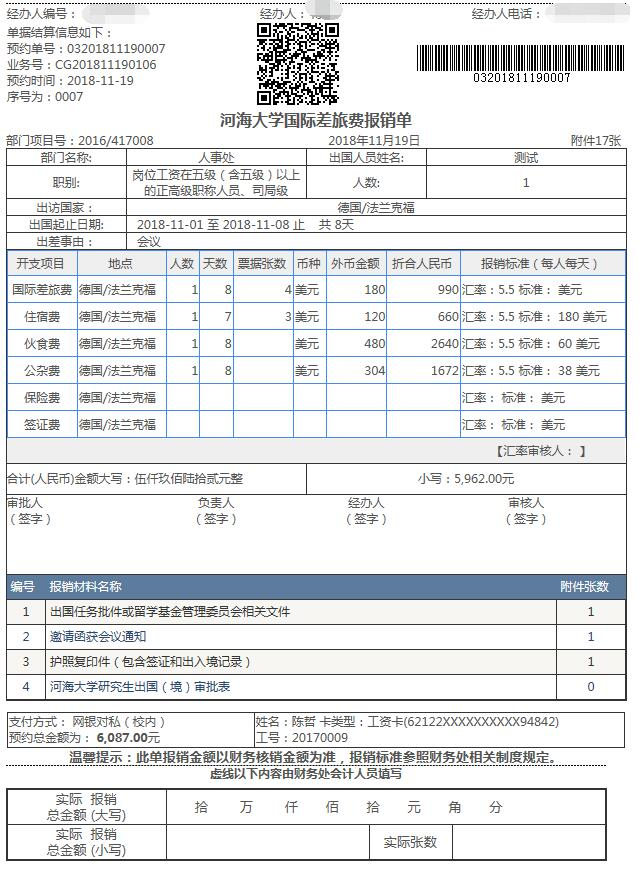 经办人编号：
经办人：
经办人电话：
单据结算信息如下：
预约单号：03201811190007
业务号：CG201811190106
预约时间：2018-11-19
序号为：0007
03201811190007
河海大学国际差旅费报销单
部门项目号：2016/417008 2018年11月19日 附件17张
部门名称: 人事处 出国人员姓名: 测试
职别: 岗位工资在五级（含五级）以上的正高级职称人员、司局级 人数: 1
出访国家： 德国/法兰克福
出国起止日期: 2018-11-01 至 2018-11-08 止 共 8天
出差事由： 会议
开支项目 地点 人数 天数 票据张数 币种 外币金额 折合人民币 报销标准（每人每天）
国际差旅费 德国/法兰克福 1 8 4 美元 180 990 汇率：5.5 标准： 美元
住宿费 德国/法兰克福 1 7 3 美元 120 660 汇率：5.5 标准： 180 美元
伙食费 德国/法兰克福 1 8 美元 480 2640 汇率：5.5 标准： 60 美元
公杂费 德国/法兰克福 1 8 美元 304 1672 汇率：5.5 标准： 38 美元
保险费 德国/法兰克福 汇率： 标准： 美元
签证费 德国/法兰克福 汇率： 标准： 美元
【汇率审核人： 】
合计(人民币)金额大写：伍仟玖佰陆拾贰元整 小写：5,962.00元
审批人 负责人 经办人 审核人
（签字） （签字） （签字） （签字）
编号 报销材料名称 附件张数
1 出国任务批件或留学基金管理委员会相关文件 1
2 邀请函获会议通知 1
3 护照复印件（包含签证和出入境记录） 1
4 河海大学研究生出国（境）审批表 0
支付方式： 网银对私（校内） 姓名：陈哲 卡类型：工资卡(62122XXXXXXXXXX94842)
预约总金额为：6,087.00元 工号：20170009
温馨提示：此单报销金额以财务核销金额为准，报销标准参照财务处相关制度规定。
虚线以下内容由财务处会计人员填写
实际 报销
总金额 (大写) 拾 万 仟 佰 拾 元 角 分
实际 报销
总金额 (小写) 实际张数